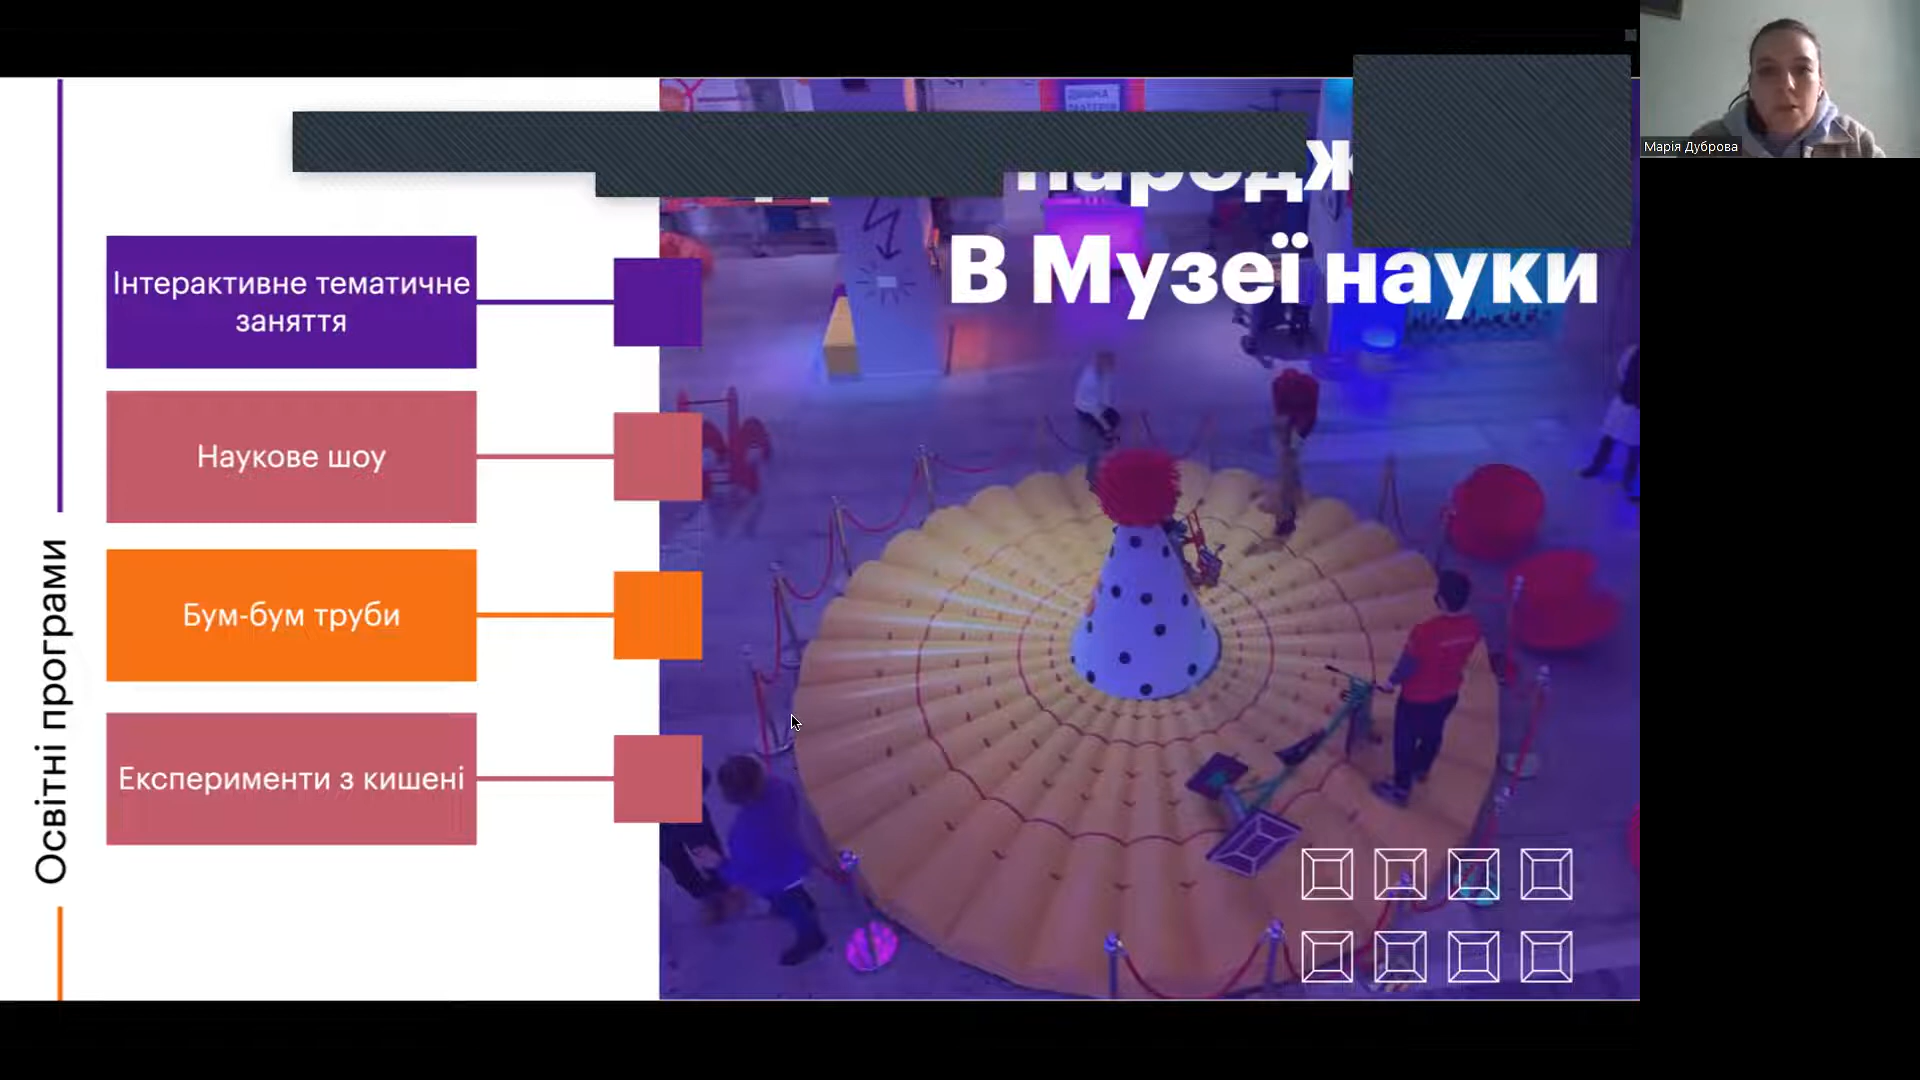 Марія Дуброва
В Музеї науки
Освітні програми
Інтерактивне тематичне
заняття
Наукове шоу
Бум-бум труби
Експерименти з кишені